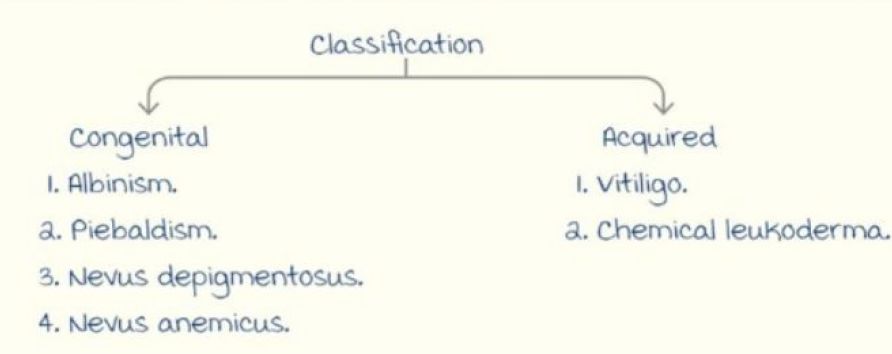 Classification
Congenital
1. Albinism.
2. Piebaldism.
3. Nevus depigmentosus.
4. Nevus anemicus.
Acquired
1. Vitiligo.
2. Chemical leukoderma.